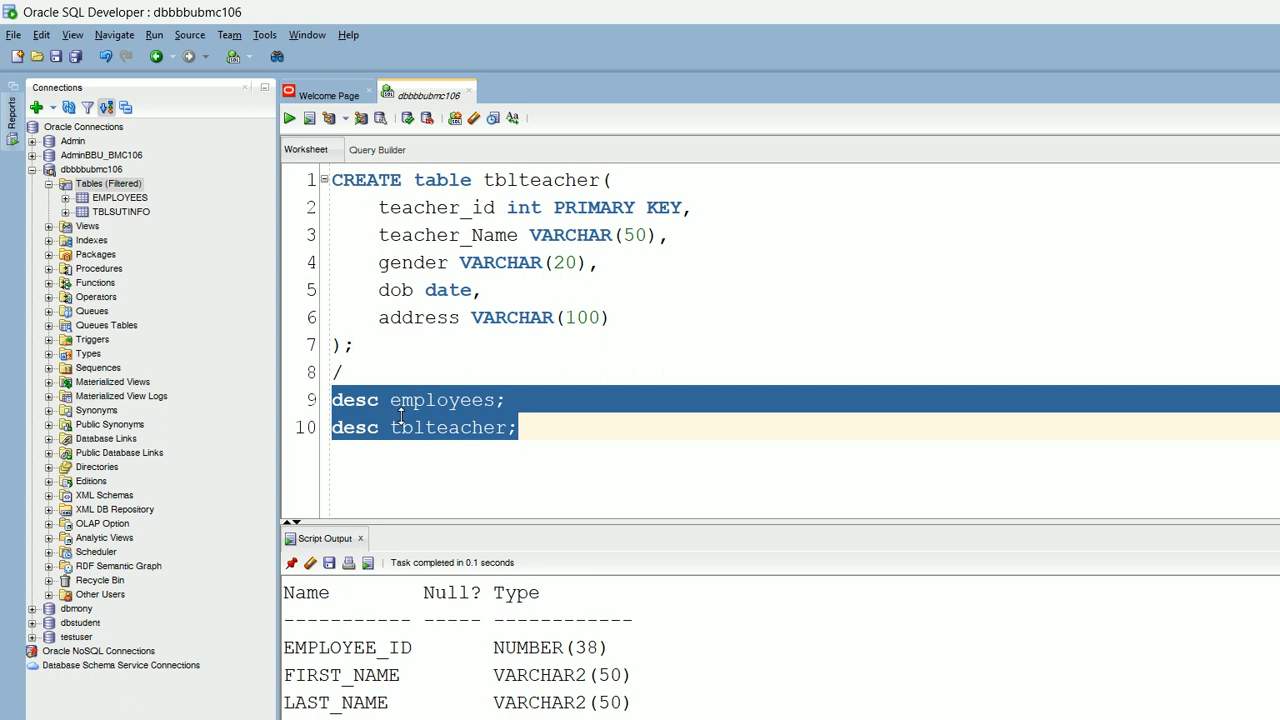 Oracle SQL Developer : dbbbbubmc106
File Edit View Navigate Run Source Team Tools Window Help
Reports
Connections
Oracle Connections
Admin
AdminBBU_BMC106
dbbbbubmc106
Tables (Filtered)
EMPLOYEES
TBLSUTINFO
Views
Indexes
Packages
Procedures
Functions
Operators
Queues
Queues Tables
Triggers
Types
Sequences
Materialized Views
Materialized View Logs
Synonyms
Public Synonyms
Database Links
Public Database Links
Directories
Editions
XML Schemas
XML DB Repository
OLAP Option
Analytic Views
Scheduler
RDF Semantic Graph
Recycle Bin
Other Users
dbmony
dbstudent
testuser
Oracle NoSQL Connections
Database Schema Service Connections
Welcome Page dbbbbubmc106
Worksheet Query Builder
1 CREATE table tblteacher(
2 teacher_id int PRIMARY KEY,
3 teacher_Name VARCHAR(50),
4 gender VARCHAR(20),
5 dob date,
6 address VARCHAR(100)
7 );
8 /
9 desc employees;
10 desc tblteacher;
Script Output
Task completed in 0.1 seconds
Name Null? Type
----------- ----- ------------
EMPLOYEE_ID NUMBER(38)
FIRST_NAME VARCHAR2(50)
LAST_NAME VARCHAR2(50)